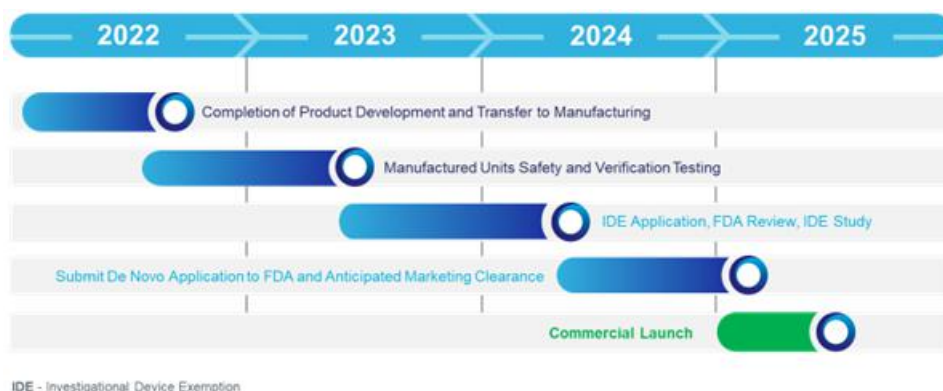 2022 2023 2024 2025
Completion of Product Development and Transfer to Manufacturing
Manufactured Units Safety and Verification Testing
IDE Application, FDA Review, IDE Study
Submit De Novo Application to FDA and Anticipated Marketing Clearance
Commercial Launch
IDE - Investigational Device Exemption